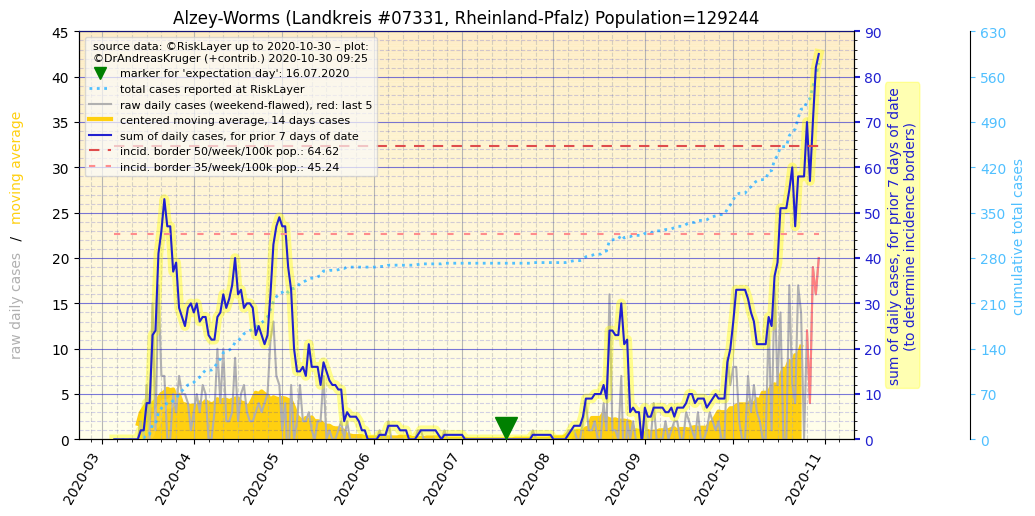 Alzey-Worms (Landkreis #07331, Rheinland-Pfalz) Population=129244
source data: ©RiskLayer up to 2020-10-30 – plot:
©DrAndreasKruger (+contrib.) 2020-10-30 09:25
marker for 'expectation day': 16.07.2020
total cases reported at RiskLayer
raw daily cases (weekend-flawed), red: last 5
centered moving average, 14 days cases
sum of daily cases, for prior 7 days of date
incid. border 50/week/100k pop.: 64.62
incid. border 35/week/100k pop.: 45.24
raw daily cases / moving average
45
40
35
30
25
20
15
10
5
0
2020-03
2020-04
2020-05
2020-06
2020-07
2020-08
2020-09
2020-10
2020-11
90
80
70
60
50
40
30
20
10
0
sum of daily cases, for prior 7 days of date
(to determine incidence borders)
630
560
490
420
350
280
210
140
70
0
cumulative total cases